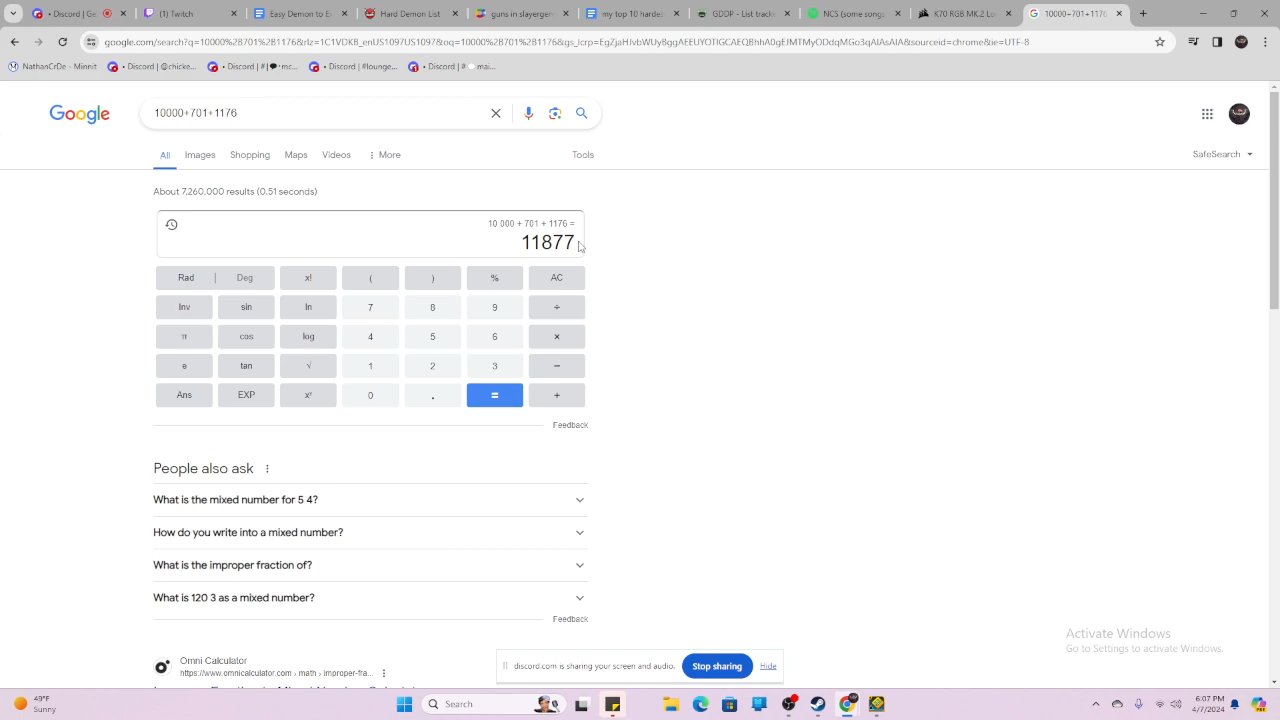 Discord | Ge
(1) Twitch
Easy Demon
Hard Demon L
guns in slayerge
my top 10 hardes
GDDP - List track
NCS (some songs
K70 RGB MK.2 Lo
10000+701+1176
google.com/search?q=10000%2B701%2B1176&rlz=1C1VDKB_enUS1097US1097&oq=10000%2B701%2B1176&gs_lcrp=EgZjaHJvbWUyBggAEEUYOTIGCAEQBhhA0gEJMTMyODdqMGo3qAIAsAIA&sourceid=chrome&ie=UTF-8
NathanCrDe - Minnit
• Discord | @chicke...
• Discord | #|💬•mc...
• Discord | #lounge...
• Discord | #💬mai...
Google
10000+701+1176
All
Images
Shopping
Maps
Videos
More
Tools
SafeSearch
About 7,260,000 results (0.51 seconds)
10 000 + 701 + 1176 =
11877
Rad | Deg x! ( ) % AC
Inv sin ln 7 8 9 ÷
π cos log 4 5 6 ×
e tan √ 1 2 3 −
Ans EXP xʸ 0 . = +
Feedback
People also ask
What is the mixed number for 5 4?
How do you write into a mixed number?
What is the improper fraction of?
What is 120 3 as a mixed number?
Feedback
Omni Calculator
https://www.omnicalculator.com › math › improper-fra...
Activate Windows
Go to Settings to activate Windows.
discord.com is sharing your screen and audio.
Stop sharing
Hide
49°F
Sunny
Search
6:07 PM
4/7/2024